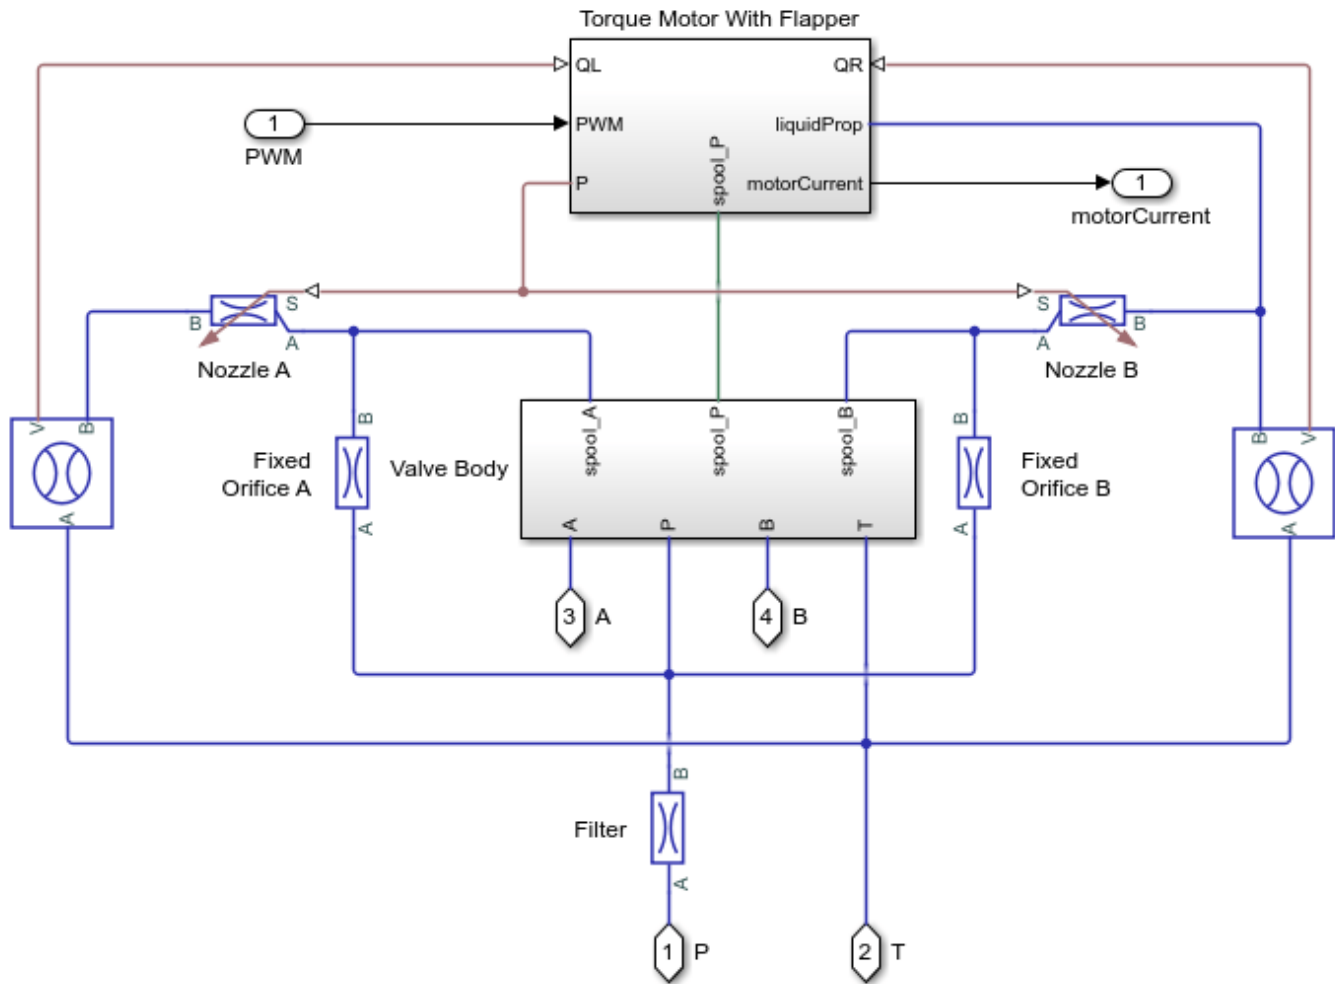 Torque Motor With Flapper
QL
QR
PWM
liquidProp
P
spool_P
motorCurrent
1
PWM
1
motorCurrent
B
S
A
Nozzle A
S
A
B
Nozzle B
V
B
A
B
Fixed
Orifice A
A
Valve Body
spool_A
spool_P
spool_B
A
P
B
T
B
Fixed
Orifice B
A
B
V
A
3
A
4
B
B
Filter
A
1
P
2
T